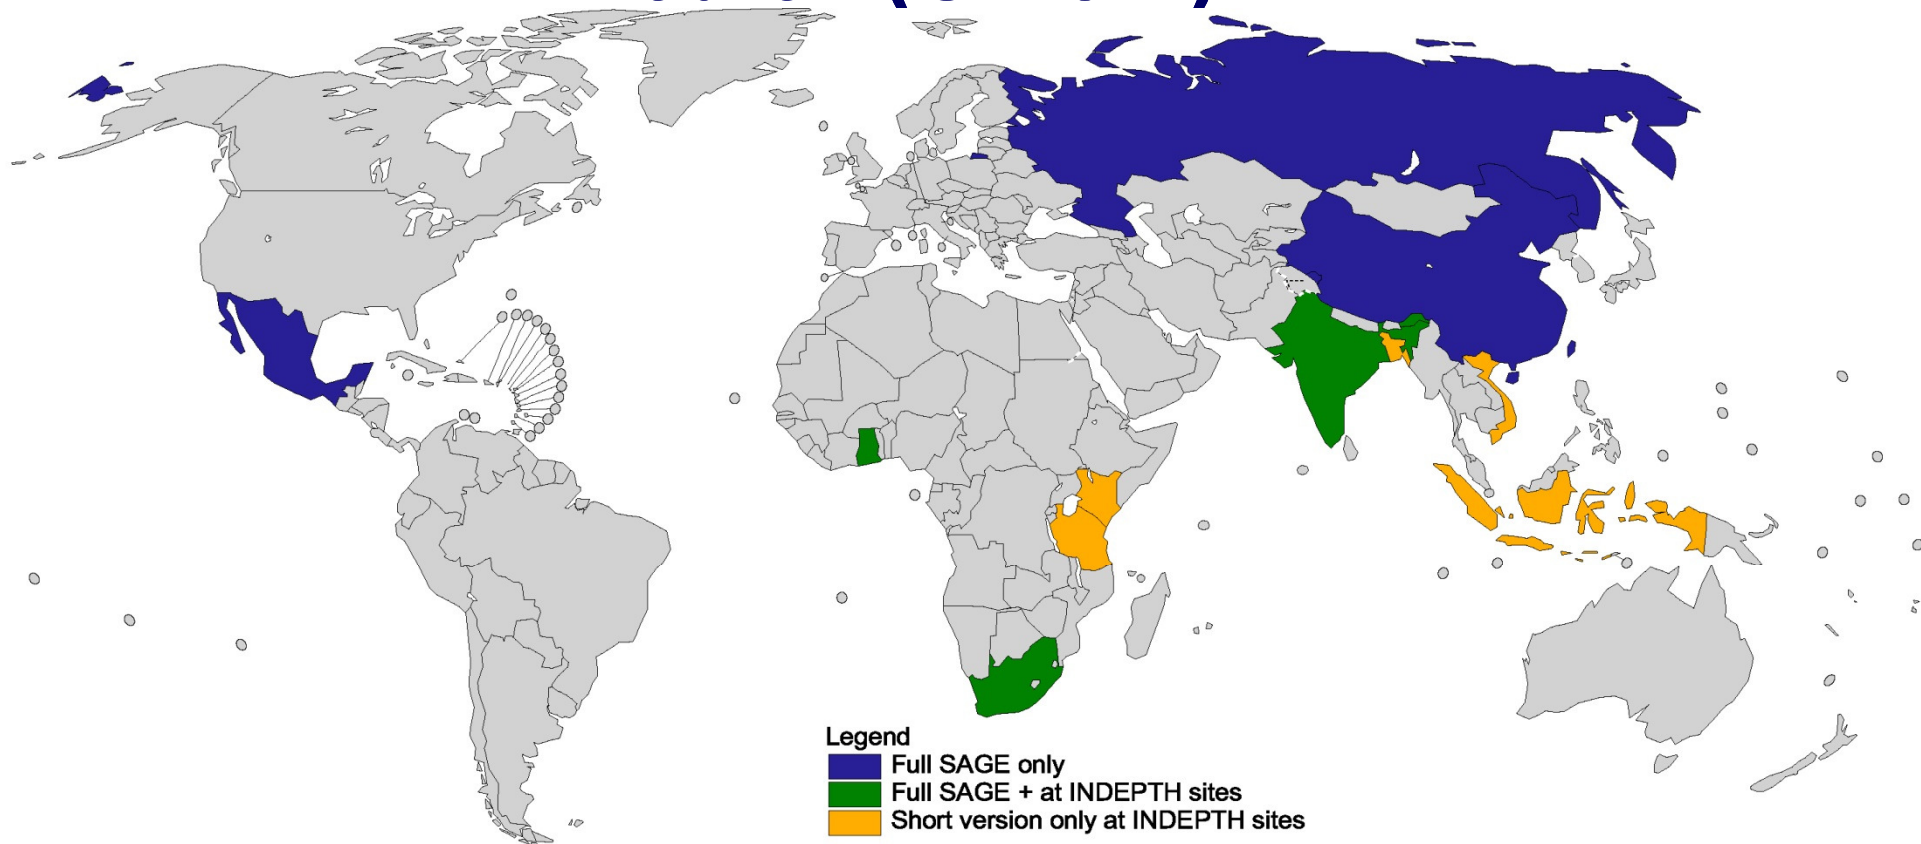 Legend
Full SAGE only
Full SAGE + at INDEPTH sites
Short version only at INDEPTH sites